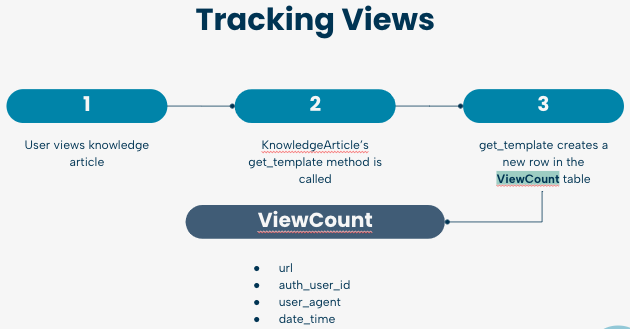 Tracking Views
1
User views knowledge
article
2
KnowledgeArticle's
get_template method is
called
3
get_template creates a
new row in the
ViewCount table
ViewCount
● url
● auth_user_id
● user_agent
● date_time